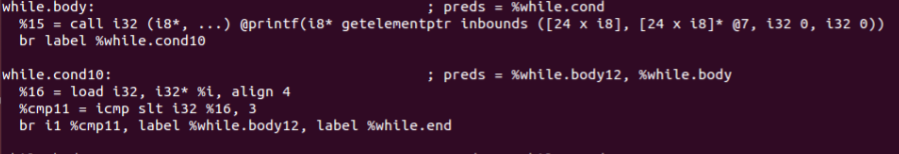 while.body:                                       ; preds = %while.cond
  %15 = call i32 (i8*, ...) @printf(i8* getelementptr inbounds ([24 x i8], [24 x i8]* @7, i32 0, i32 0))
  br label %while.cond10
while.cond10:                                     ; preds = %while.body12, %while.body
  %16 = load i32, i32* %i, align 4
  %cmp11 = icmp slt i32 %16, 3
  br i1 %cmp11, label %while.body12, label %while.end